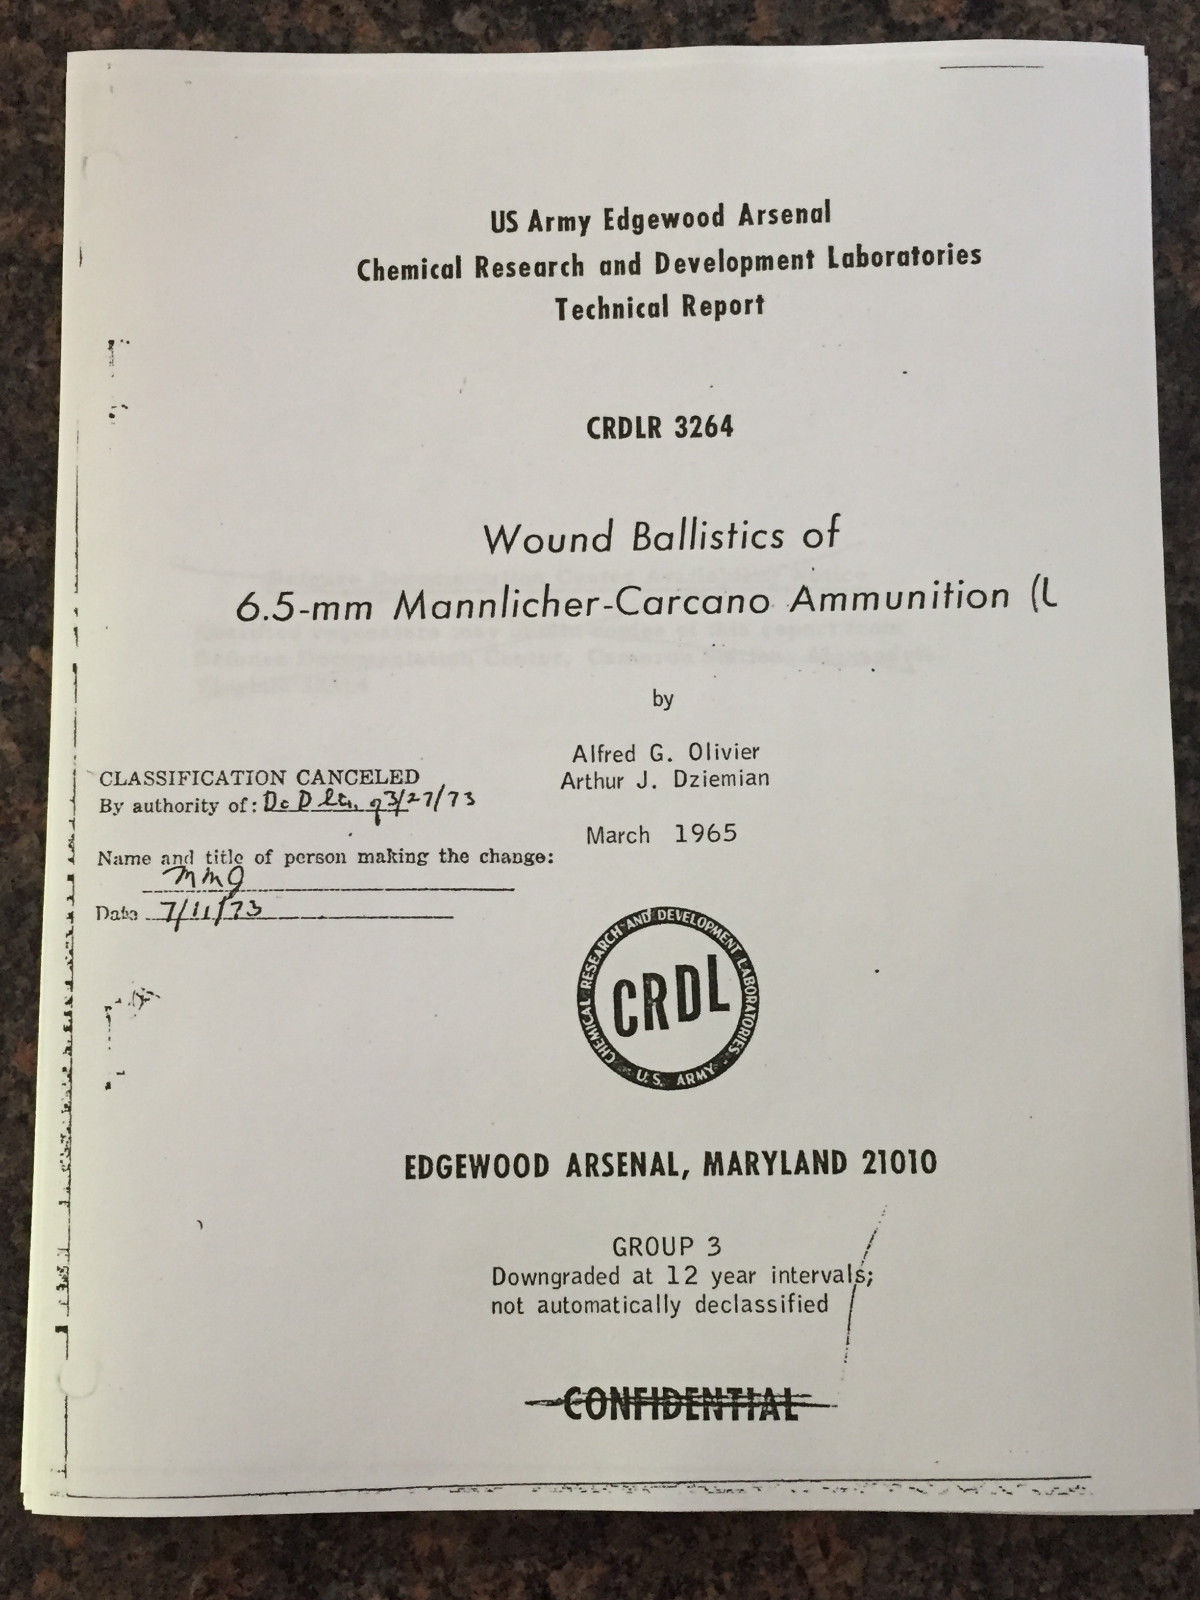 US Army Edgewood Arsenal
Chemical Research and Development Laboratories
Technical Report
CRDLR 3264
Wound Ballistics of
6.5-mm Mannlicher-Carcano Ammunition (
by
Alfred G. Olivier
Arthur J. Dziemian
March 1965
CLASSIFICATION CANCELED
By authority of: 3/27/73
Name and title of person making the change:
Date 7/11/73
CHEMICAL RESEARCH AND DEVELOPMENT LABORATORIES
CRDL
U.S. ARMY
EDGEWOOD ARSENAL, MARYLAND 21010
GROUP 3
Downgraded at 12 year intervals;
not automatically declassified
CONFIDENTIAL